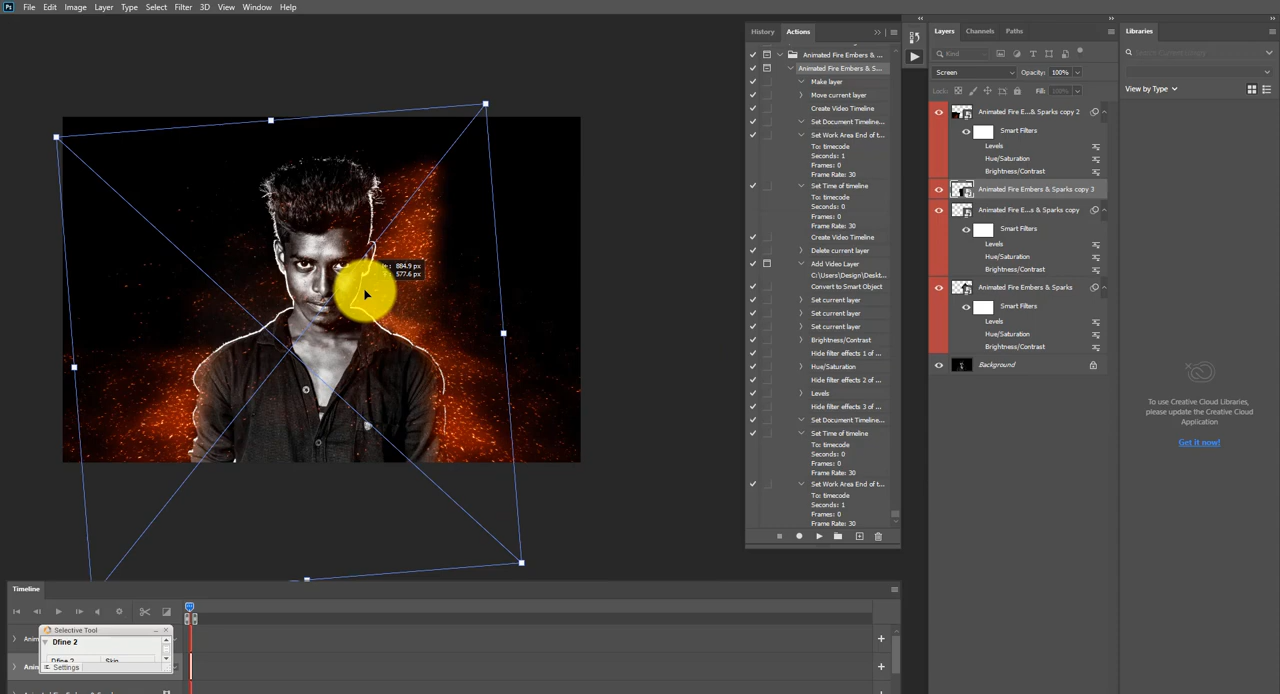 Ps File Edit Image Layer Type Select Filter 3D View Window Help
History Actions
Animated Fire Embers & ...
Animated Fire Embers & S...
Make layer
Move current layer
Create Video Timeline
Set Document Timeline...
Set Work Area End of t...
To: timecode
Seconds: 1
Frames: 0
Frame Rate: 30
Set Time of timeline
To: timecode
Seconds: 0
Frames: 0
Frame Rate: 30
Create Video Timeline
Delete current layer
Add Video Layer
C:\Users\Design\Deskt...
Convert to Smart Object
Set current layer
Set current layer
Set current layer
Brightness/Contrast
Hide filter effects 1 of ...
Hue/Saturation
Hide filter effects 2 of ...
Levels
Hide filter effects 3 of ...
Set Document Timeline...
Set Time of timeline
To: timecode
Seconds: 0
Frames: 0
Frame Rate: 30
Set Work Area End of t...
To: timecode
Seconds: 1
Frames: 0
Frame Rate: 30
Layers Channels Paths
Kind
Screen Opacity: 100%
Lock: Fill: 100%
Animated Fire E...& Sparks copy 2
Smart Filters
Levels
Hue/Saturation
Brightness/Contrast
Animated Fire Embers & Sparks copy 3
Animated Fire E...s & Sparks copy
Smart Filters
Levels
Hue/Saturation
Brightness/Contrast
Animated Fire Embers & Sparks
Smart Filters
Levels
Hue/Saturation
Brightness/Contrast
Background
Libraries
View by Type
To use Creative Cloud Libraries,
please update the Creative Cloud
Application
Get it now!
884.9 px
577.6 px
Timeline
Selective Tool
Dfine 2
Dfine 2 Skin
Settings